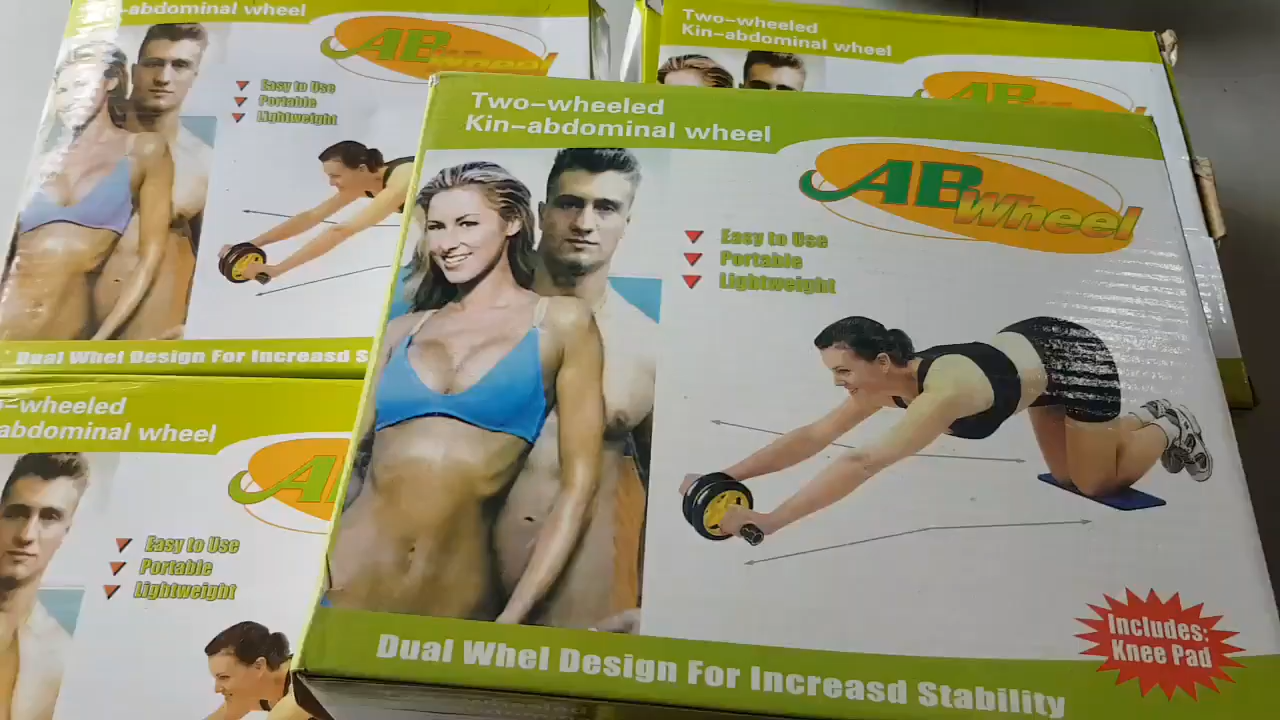 -abdominal wheel
AB Wheel
Easy to Use
Portable
Lightweight
Dual Whel Design For Increasd S
Two-wheeled
Kin-abdominal wheel
AB
Two-wheeled
Kin-abdominal wheel
AB Wheel
Easy to Use
Portable
Lightweight
Includes:
Knee Pad
Dual Whel Design For Increasd Stability
-wheeled
abdominal wheel
A
Easy to Use
Portable
Lightweight